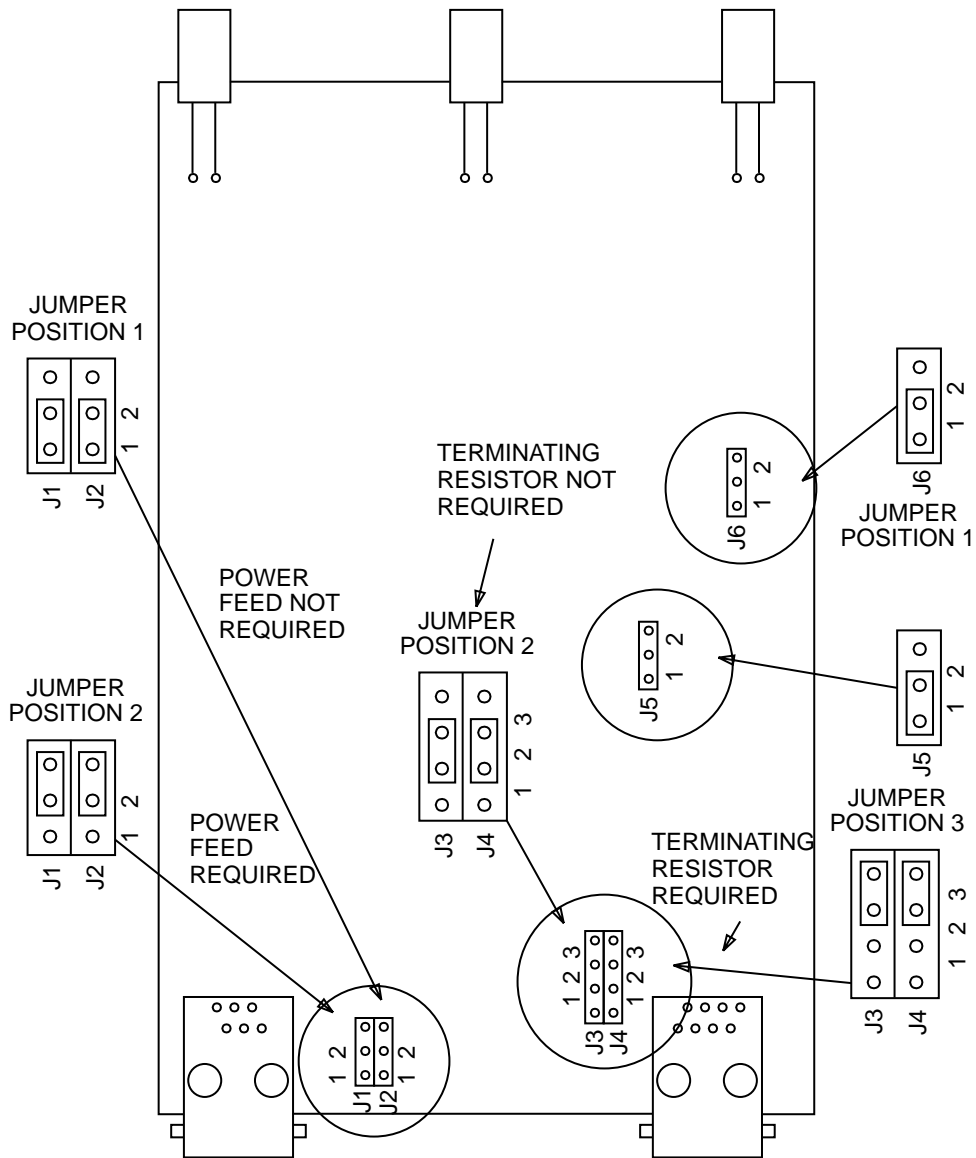 JUMPER
POSITION 1
2
1
J1
J2
POWER
FEED NOT
REQUIRED
JUMPER
POSITION 2
2
1
J1
J2
POWER
FEED
REQUIRED
1 2
1 2
J1
J2
TERMINATING
RESISTOR NOT
REQUIRED
JUMPER
POSITION 2
1 2 3
J3
J4
1 2 3
1 2 3
J3
J4
1 2
J6
1 2
J6
JUMPER
POSITION 1
1 2
J5
1 2
J5
JUMPER
POSITION 3
TERMINATING
RESISTOR
REQUIRED
1 2 3
J3
J4